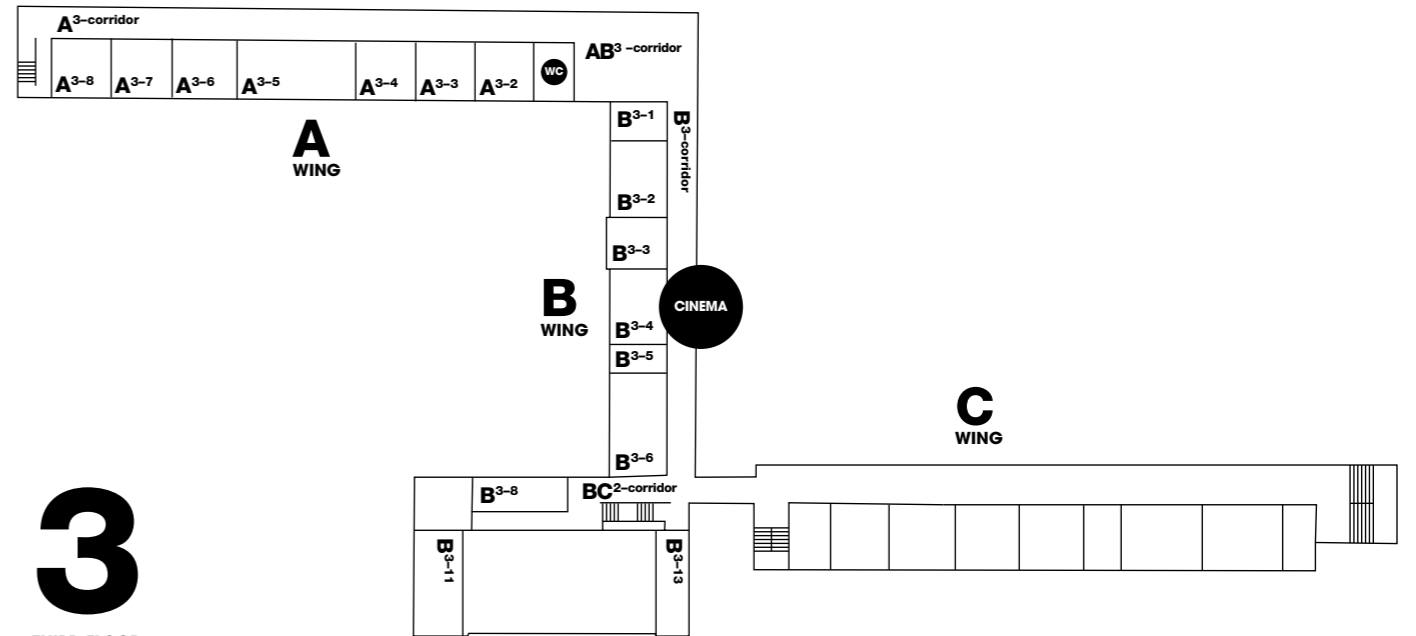 A3-corridor
AB3 -corridor
WC
A3-8
A3-7
A3-6
A3-5
A3-4
A3-3
A3-2
A
WING
B3-1
B3-corridor
B3-2
B3-3
B
WING
CINEMA
B3-4
B3-5
C
WING
B3-6
B3-8
BC2-corridor
B3-11
B3-13
3